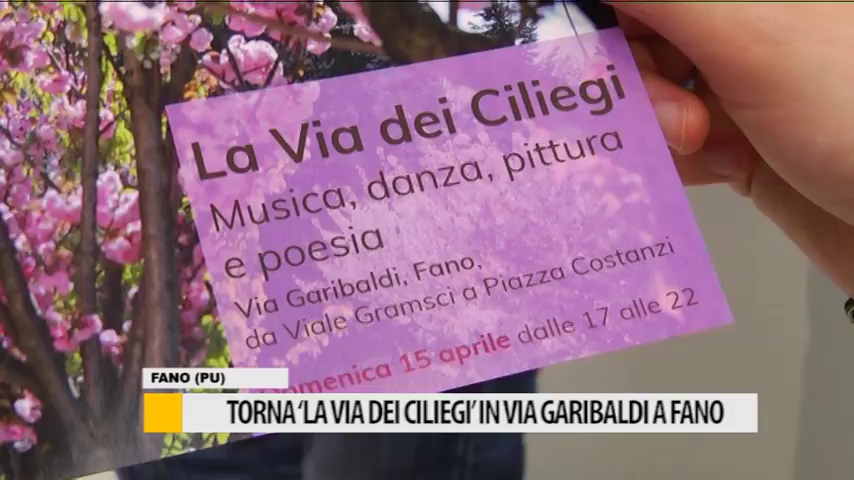 La Via dei Ciliegi
Musica, danza, pittura
e poesia
Via Garibaldi, Fano,
da Viale Gramsci a Piazza Costanzi
Domenica 15 aprile dalle 17 alle 22
FANO (PU)
TORNA ‘LA VIA DEI CILIEGI’ IN VIA GARIBALDI A FANO